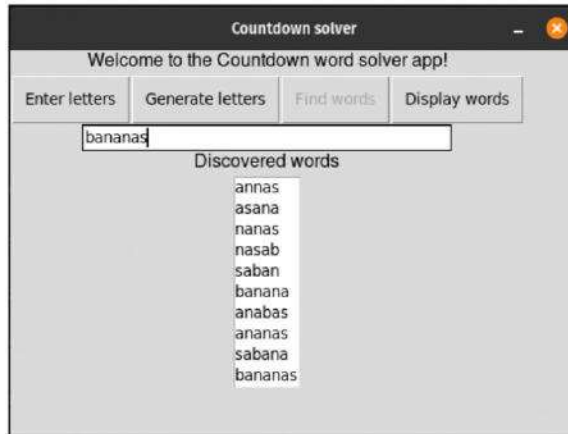 Countdown solver
Welcome to the Countdown word solver app!
Enter letters Generate letters Find words Display words
bananas
Discovered words
annas
asana
nanas
nasab
saban
banana
anabas
ananas
sabana
bananas